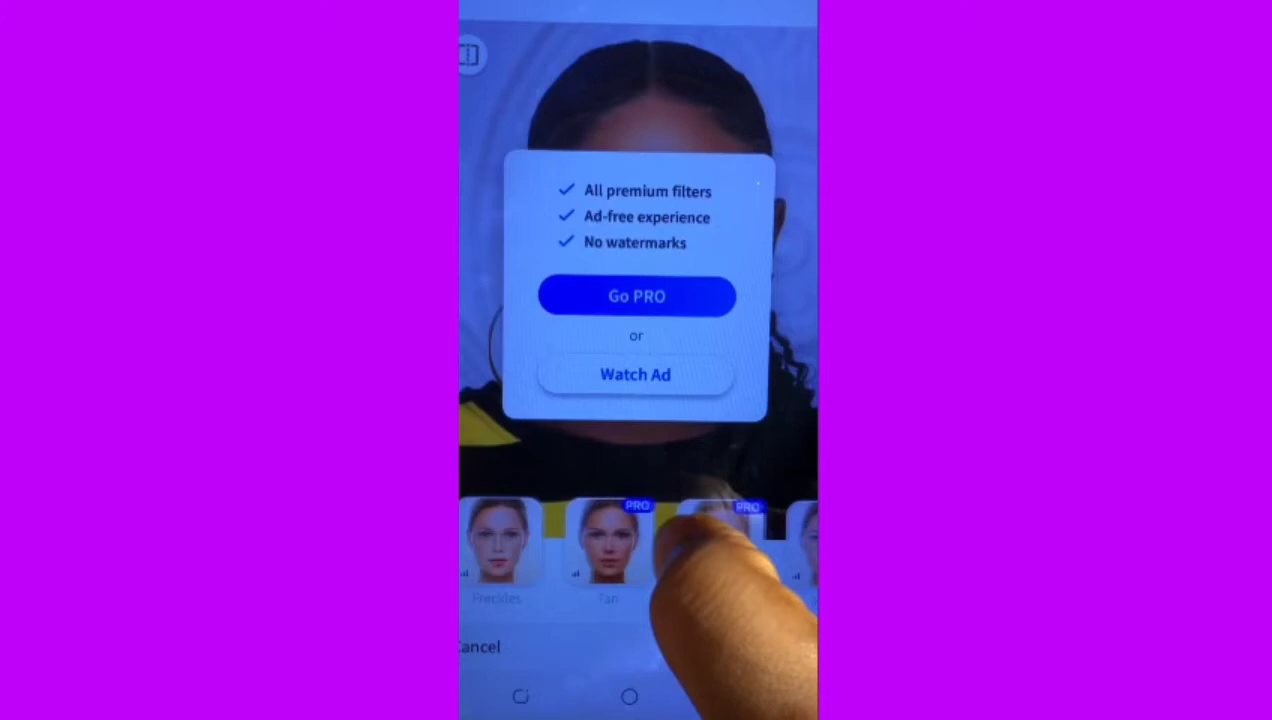 All premium filters
Ad-free experience
No watermarks
Go PRO
or
Watch Ad
PRO
PRO
Freckles
Tan
Cancel